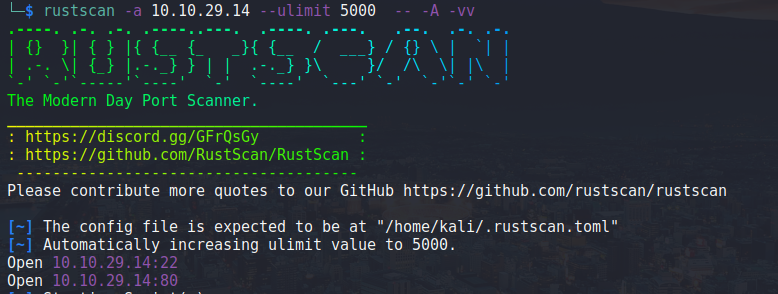 └─$ rustscan -a 10.10.29.14 --ulimit 5000  -- -A -vv
.----. .-. .-. .----..---.  .----. .---.   .--.  .-. .-.
| {}  }| { } |{ {__ {_   _}{ {__  /  ___} / {} \ |  `| |
| .-. \| {_} |.-._} } | |  .-._} }\     }/  /\  \| |\  |
`-' `-'`-----'`----'  `-'  `----'  `---' `-'  `-'`-' `-'
The Modern Day Port Scanner.
________________________________________
: https://discord.gg/GFrQsGy           :
: https://github.com/RustScan/RustScan :
 --------------------------------------
Please contribute more quotes to our GitHub https://github.com/rustscan/rustscan
[~] The config file is expected to be at "/home/kali/.rustscan.toml"
[~] Automatically increasing ulimit value to 5000.
Open 10.10.29.14:22
Open 10.10.29.14:80